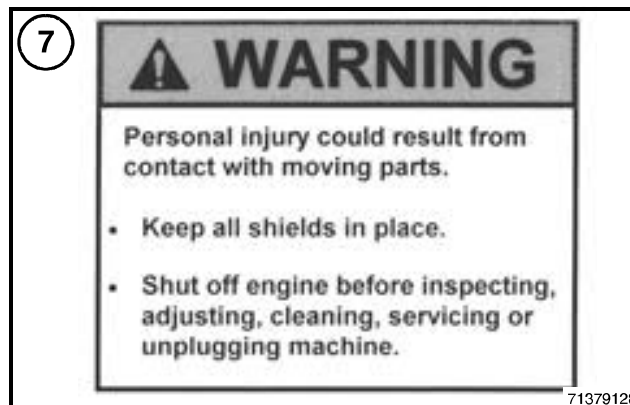 7
WARNING
Personal injury could result from
contact with moving parts.
• Keep all shields in place.
• Shut off engine before inspecting,
adjusting, cleaning, servicing or
unplugging machine.
71379128